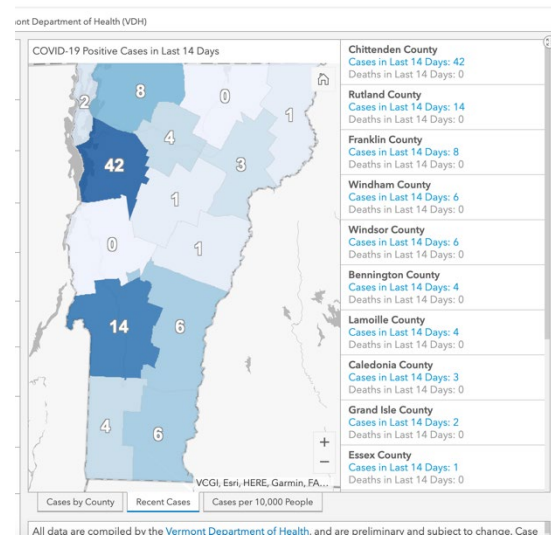 ont Department of Health (VDH)
COVID-19 Positive Cases in Last 14 Days
2
8
0
1
4
42
3
1
0
1
14
6
4
6
+
−
VCGI, Esri, HERE, Garmin, FA...
Cases by County
Recent Cases
Cases per 10,000 People
Chittenden County
Cases in Last 14 Days: 42
Deaths in Last 14 Days: 0
Rutland County
Cases in Last 14 Days: 14
Deaths in Last 14 Days: 0
Franklin County
Cases in Last 14 Days: 8
Deaths in Last 14 Days: 0
Windham County
Cases in Last 14 Days: 6
Deaths in Last 14 Days: 0
Windsor County
Cases in Last 14 Days: 6
Deaths in Last 14 Days: 0
Bennington County
Cases in Last 14 Days: 4
Deaths in Last 14 Days: 0
Lamoille County
Cases in Last 14 Days: 4
Deaths in Last 14 Days: 0
Caledonia County
Cases in Last 14 Days: 3
Deaths in Last 14 Days: 0
Grand Isle County
Cases in Last 14 Days: 2
Deaths in Last 14 Days: 0
Essex County
Cases in Last 14 Days: 1
Deaths in Last 14 Days: 0
All data are compiled by the Vermont Department of Health, and are preliminary and subject to change. Case